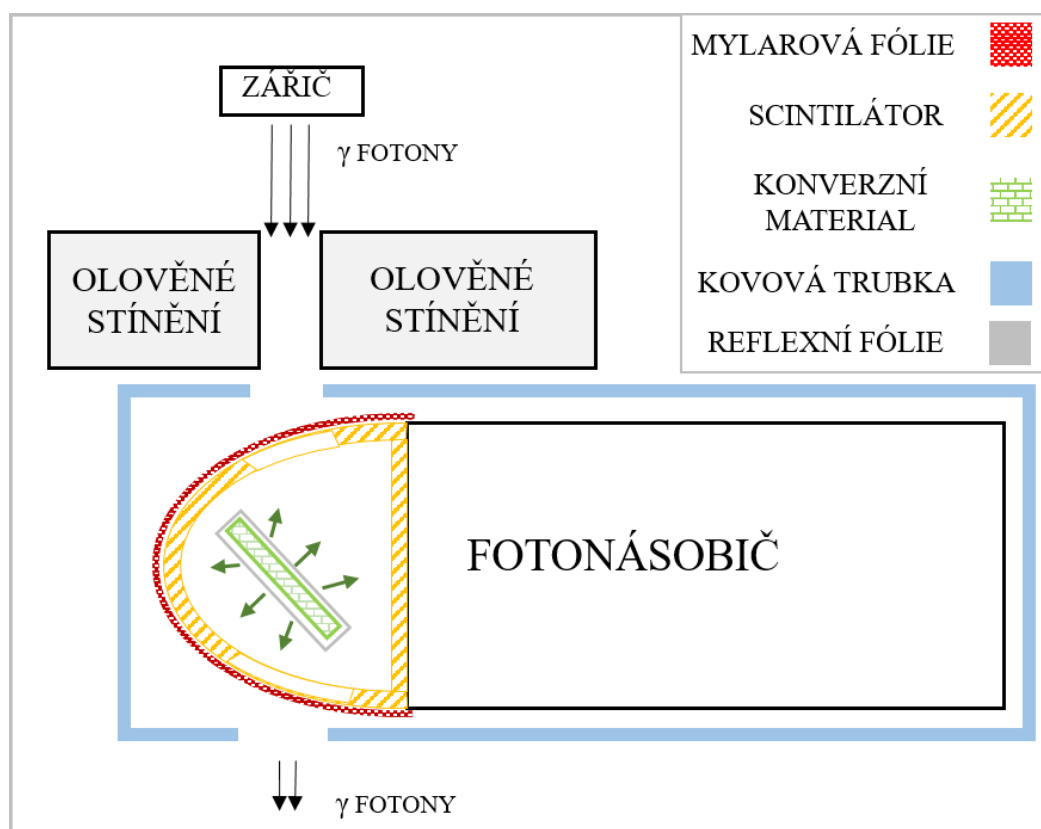 MYLAROVÁ FÓLIE
SCINTILÁTOR
KONVERZNÍ
MATERIAL
KOVOVÁ TRUBKA
REFLEXNÍ FÓLIE
ZÁŘIČ
γ FOTONY
OLOVĚNÉ
STÍNĚNÍ
OLOVĚNÉ
STÍNĚNÍ
FOTONÁSOBIČ
γ FOTONY